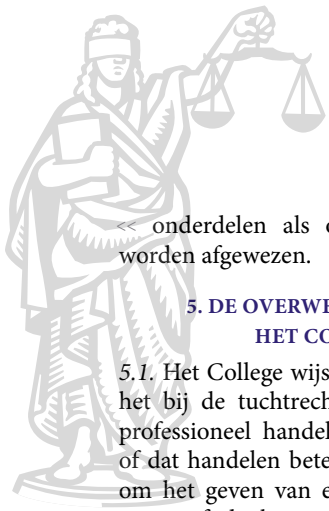 << onderdelen als o
worden afgewezen.
5. DE OVERWE
HET CO
5.1. Het College wijs
het bij de tuchtrech
professioneel handel
of dat handelen bete
om het geven van e